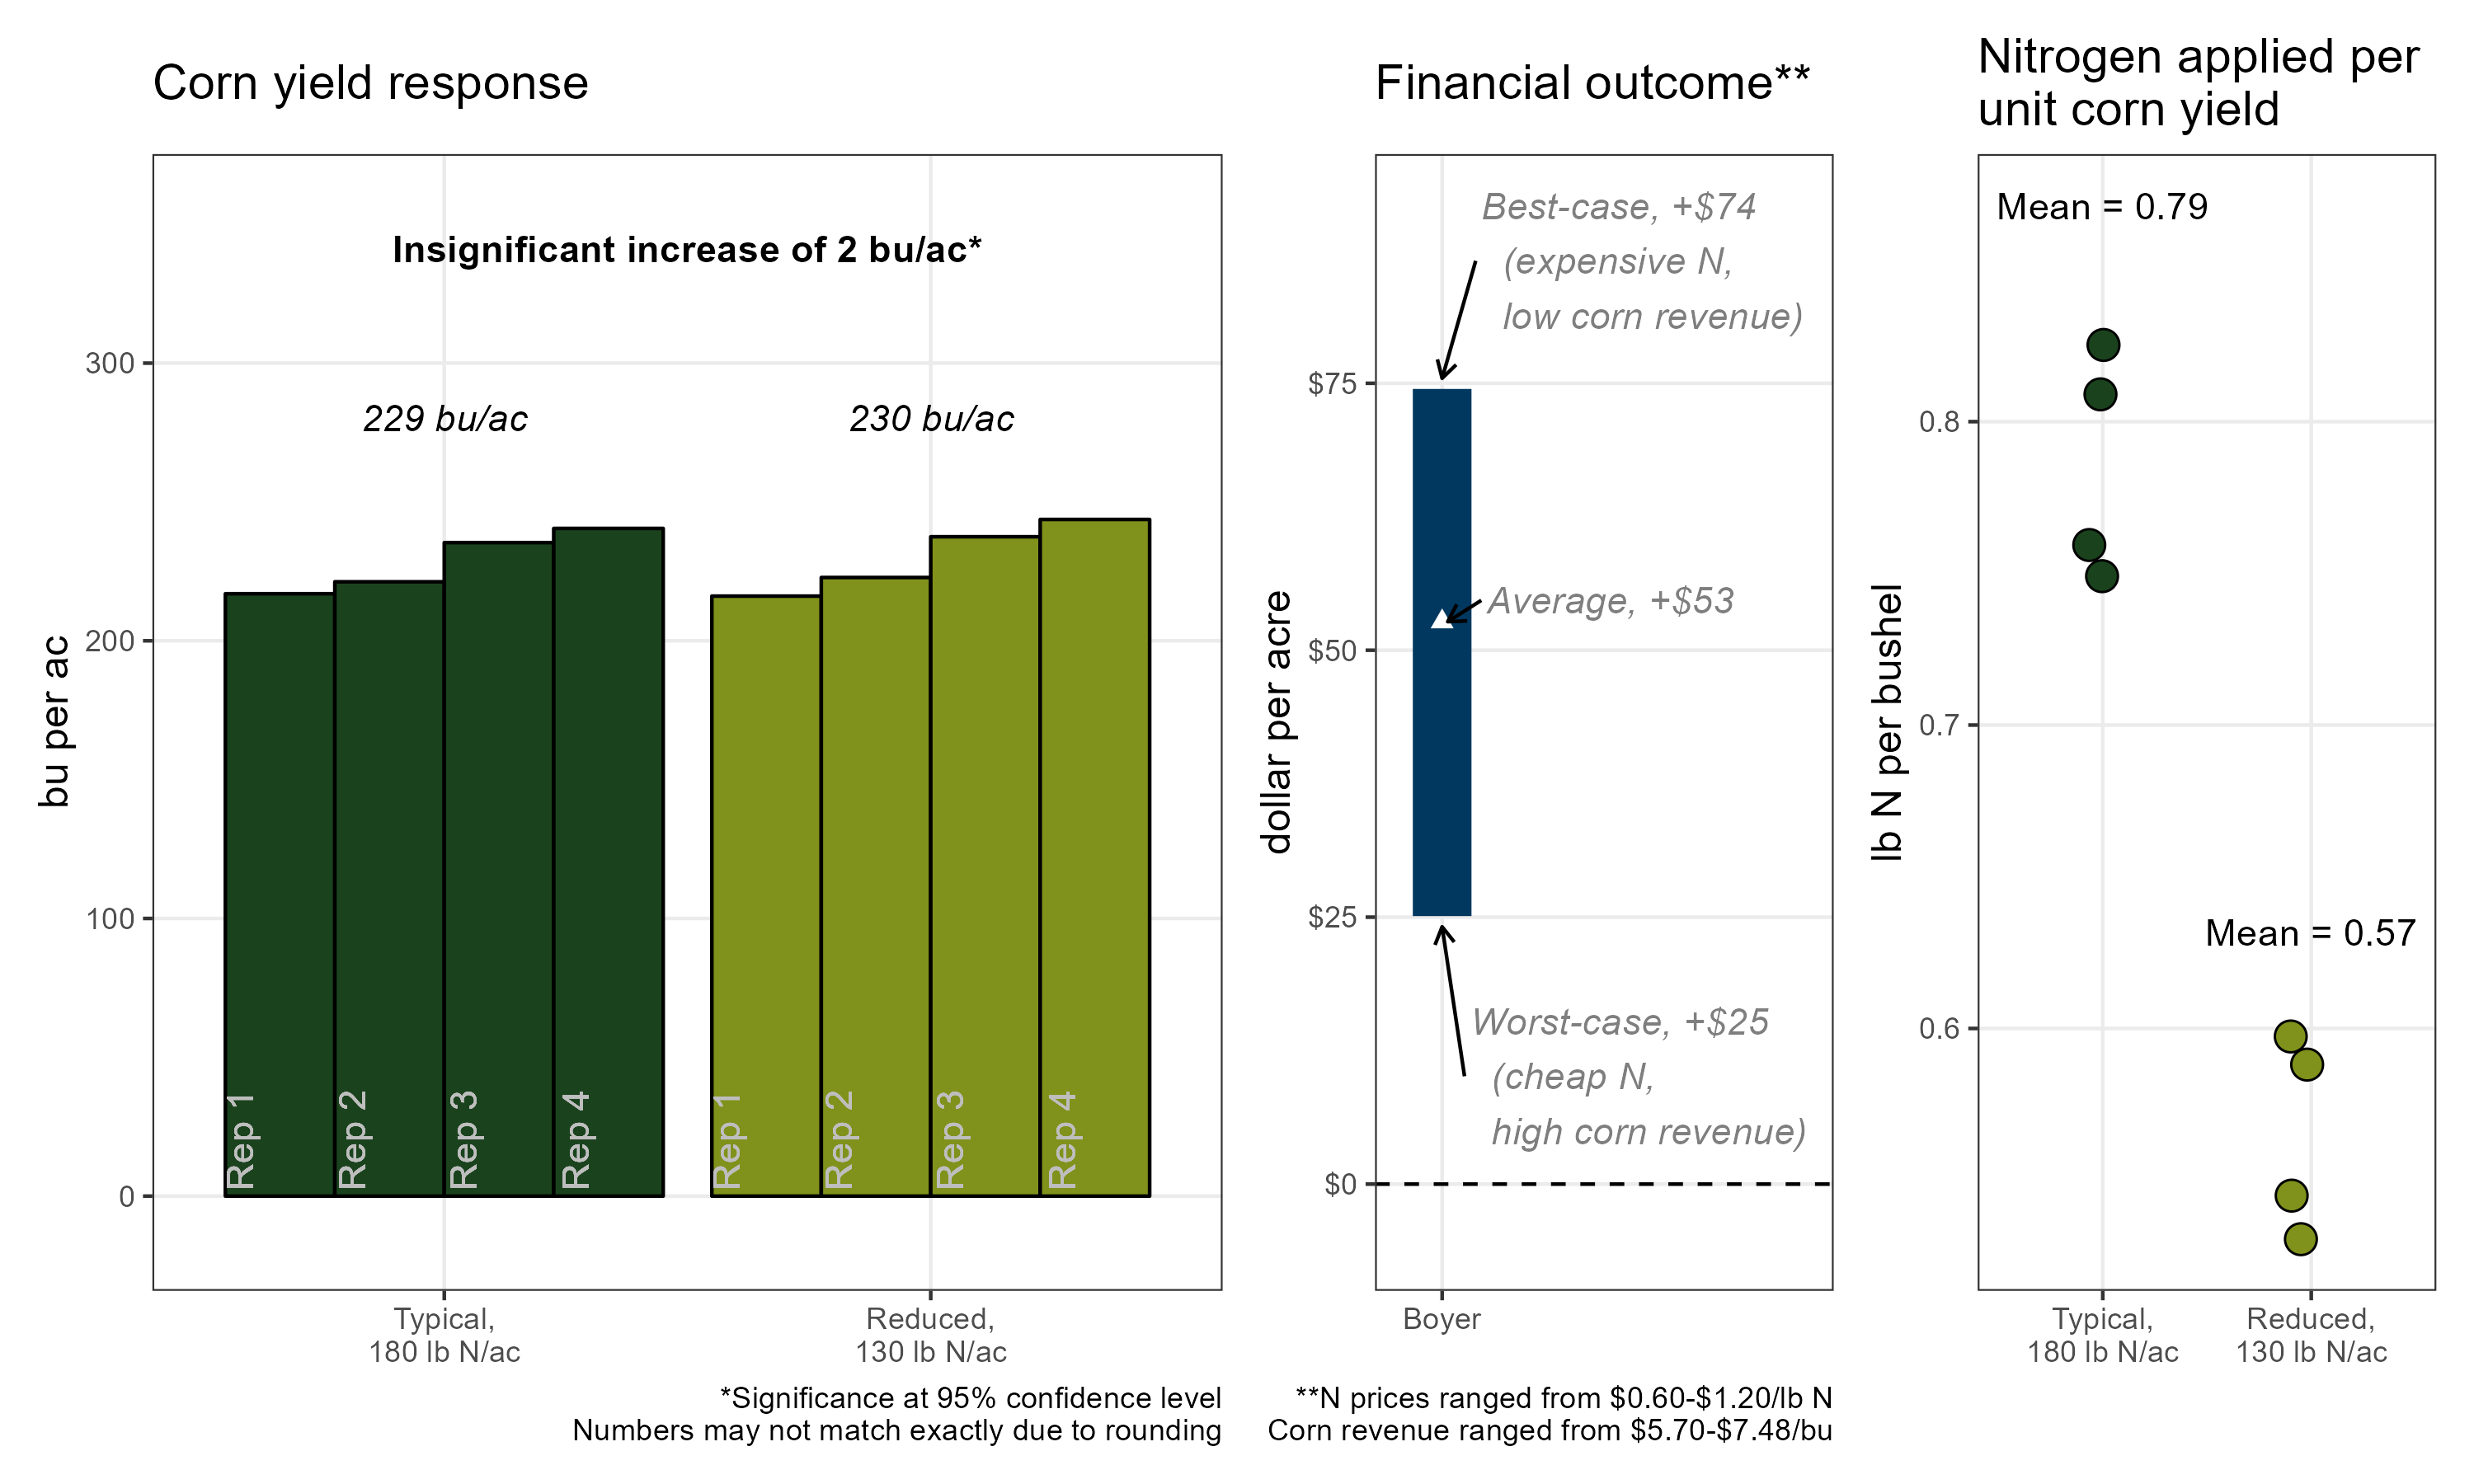 Corn yield response
Insignificant increase of 2 bu/ac*
229 bu/ac
230 bu/ac
bu per ac
300
200
100
0
Rep 1
Rep 2
Rep 3
Rep 4
Rep 1
Rep 2
Rep 3
Rep 4
Typical,
180 lb N/ac
Reduced,
130 lb N/ac
*Significance at 95% confidence level
Numbers may not match exactly due to rounding
Financial outcome**
dollar per acre
$75
$50
$25
$0
Best-case, +$74
(expensive N,
low corn revenue)
Average, +$53
Worst-case, +$25
(cheap N,
high corn revenue)
Boyer
**N prices ranged from $0.60-$1.20/lb N
Corn revenue ranged from $5.70-$7.48/bu
Nitrogen applied per
unit corn yield
lb N per bushel
0.8
0.7
0.6
Mean = 0.79
Mean = 0.57
Typical,
180 lb N/ac
Reduced,
130 lb N/ac